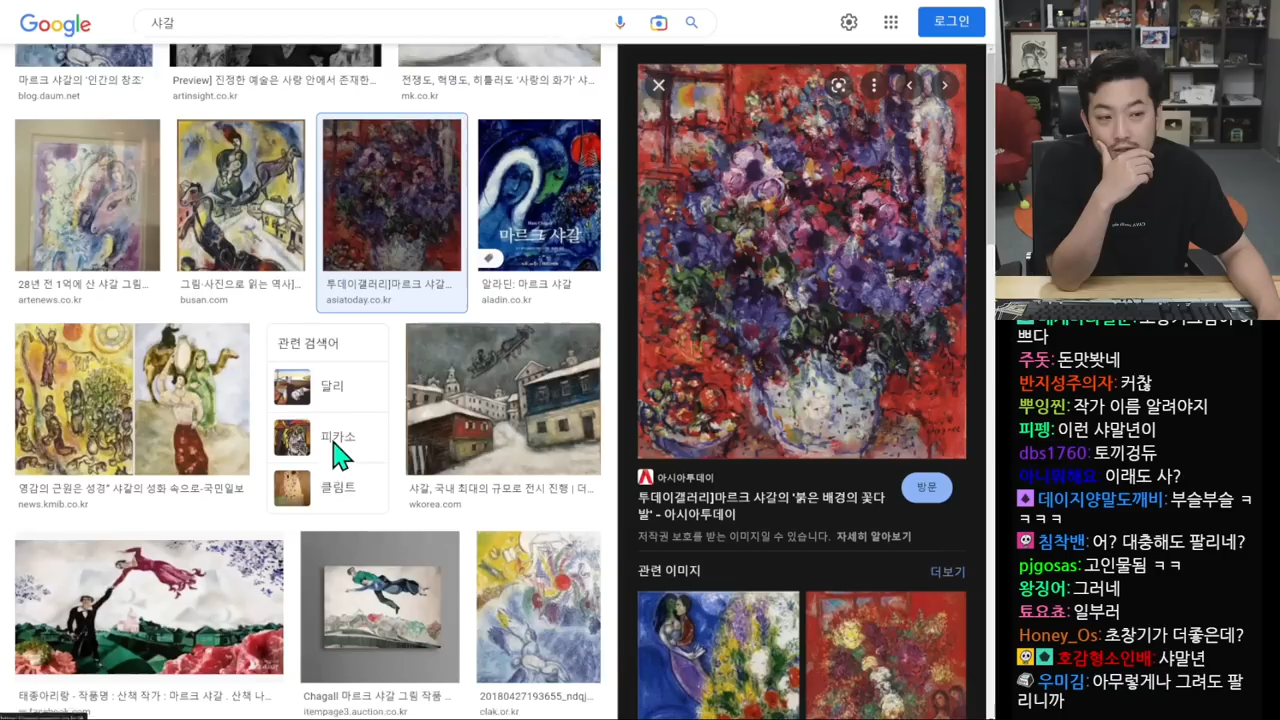 Google
샤갈
로그인
마르크 샤갈의 '인간의 창조'
blog.daum.net
Preview] 진정한 예술은 사랑 안에서 존재한...
artinsight.co.kr
전쟁도, 혁명도, 히틀러도 '사랑의 화가' 샤...
mk.co.kr
28년 전 1억에 산 샤갈 그림...
artenews.co.kr
그림·사진으로 읽는 역사]...
busan.com
투데이갤러리]마르크 샤갈...
asiatoday.co.kr
Marc Chagall
마르크 샤갈
알라딘: 마르크 샤갈
aladin.co.kr
관련 검색어
달리
피카소
클림트
영감의 근원은 성경” 샤갈의 성화 속으로-국민일보
news.kmib.co.kr
샤갈, 국내 최대의 규모로 전시 진행 | 더...
wkorea.com
태종아리랑 - 작품명 : 산책 작가 : 마르크 샤갈 . 산책 나...
m.facebook.com
Chagall 마르크 샤갈 그림 작품 ...
itempage3.auction.co.kr
20180427193655_ndqj...
clak.or.kr
아시아투데이
투데이갤러리]마르크 샤갈의 '붉은 배경의 꽃다
발' - 아시아투데이
방문
저작권 보호를 받는 이미지일 수 있습니다. 자세히 알아보기
관련 이미지
더보기
쁘다
주돗: 돈맛봣네
반지성주의자: 커찮
뿌잉찐: 작가 이름 알려야지
피펭: 이런 샤말년이
dbs1760: 토끼겅듀
아니뭐해요: 이래도 사?
데이지양말도깨비: 부슬부슬 ㅋ
ㅋㅋㅋㅋ
침착밴: 어? 대충해도 팔리네?
pjgosas: 고인물됨 ㅋㅋ
왕징어: 그러네
토요쵸: 일부러
Honey_Os: 초창기가 더좋은데?
호감형소인배: 샤말년
우미김: 아무렇게나 그려도 팔
리니까